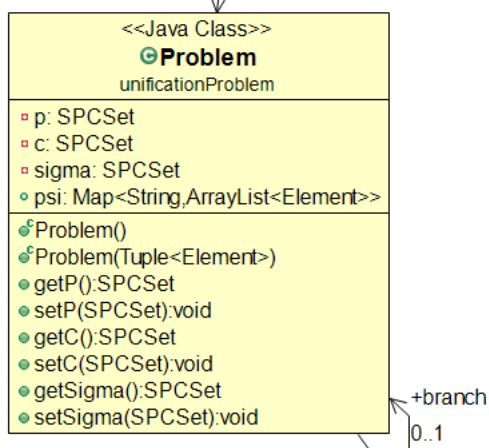 <<Java Class>>
Problem
unificationProblem
p: SPCSet
c: SPCSet
sigma: SPCSet
psi: Map<String,ArrayList<Element>>
Problem()
Problem(Tuple<Element>)
getP():SPCSet
setP(SPCSet):void
getC():SPCSet
setC(SPCSet):void
getSigma():SPCSet
setSigma(SPCSet):void
+branch
0..1